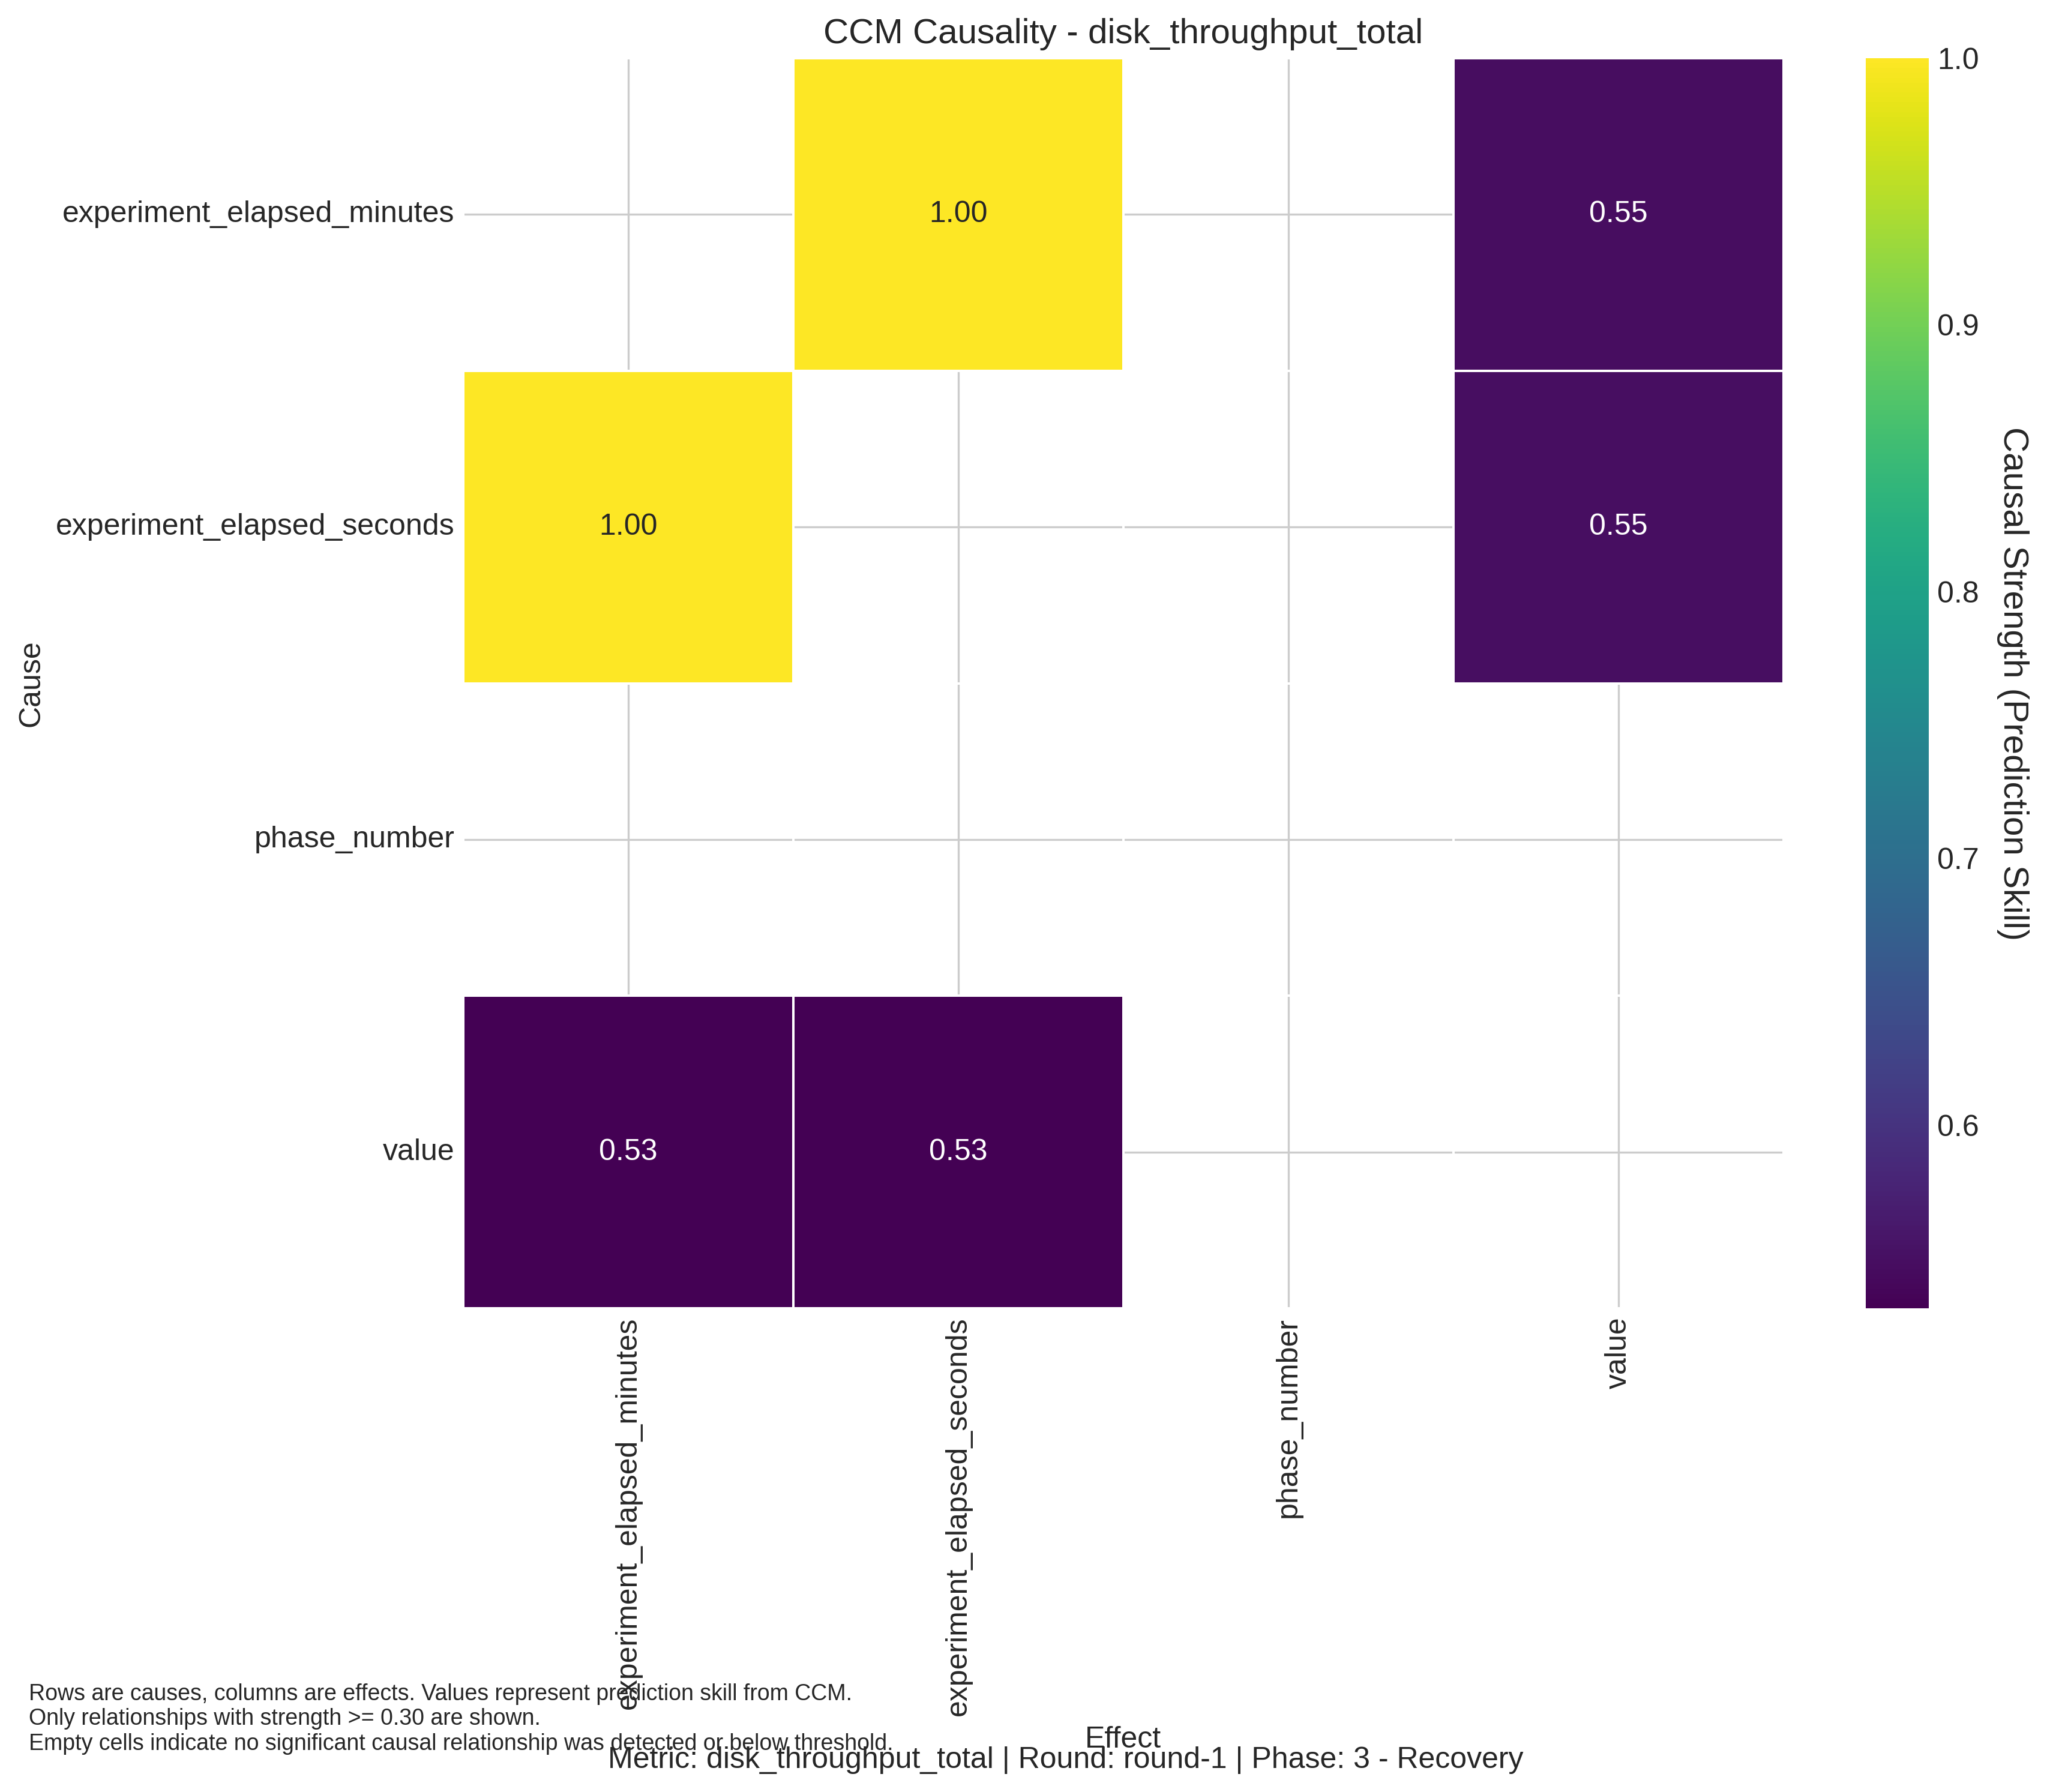 CCM Causality - disk_throughput_total
experiment_elapsed_minutes
experiment_elapsed_seconds
phase_number
value
Cause
1.00
0.55
1.00
0.55
0.53
0.53
1.0
0.9
0.8
0.7
0.6
Causal Strength (Prediction Skill)
experiment_elapsed_minutes
experiment_elapsed_seconds
phase_number
value
Effect
Rows are causes, columns are effects. Values represent prediction skill from CCM.
Only relationships with strength >= 0.30 are shown.
Empty cells indicate no significant causal relationship was detected or below threshold.
Metric: disk_throughput_total | Round: round-1 | Phase: 3 - Recovery